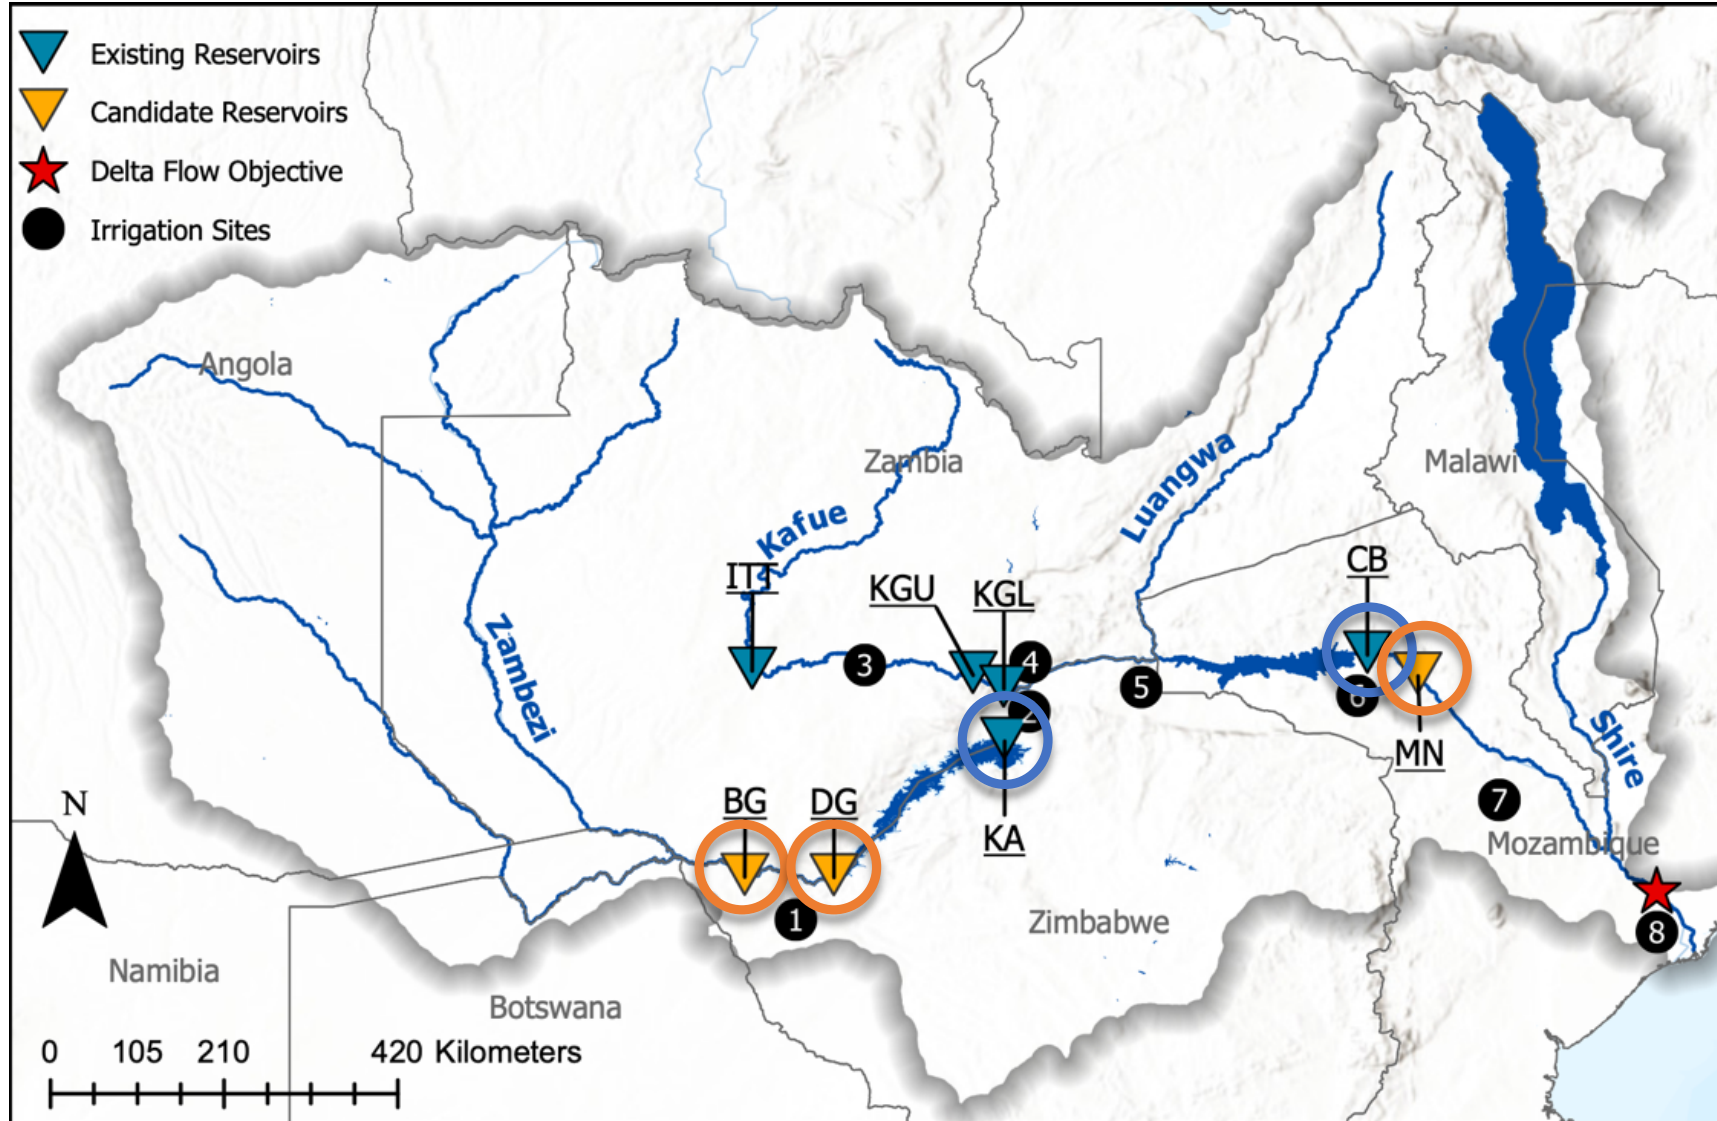 Existing Reservoirs
Candidate Reservoirs
Delta Flow Objective
Irrigation Sites
Angola
Zambia
Malawi
Luangwa
Kafue
ITT
KGU
KGL
CB
Zambezi
3
4
5
2
6
MN
Shire
7
BG
DG
KA
Mozambique
N
1
Zimbabwe
8
Namibia
Botswana
0 105 210 420 Kilometers